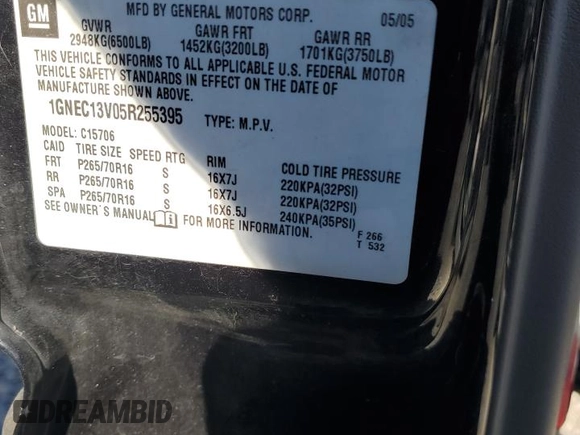 GM
MFD BY GENERAL MOTORS CORP. 05/05
GVWR GAWR FRT GAWR RR
2948KG(6500LB) 1452KG(3200LB) 1701KG(3750LB)
THIS VEHICLE CONFORMS TO ALL APPLICABLE U.S. FEDERAL MOTOR
VEHICLE SAFETY STANDARDS IN EFFECT ON THE DATE OF
MANUFACTURE SHOWN ABOVE.
1GNEC13V05R255395 TYPE: M.P.V.
MODEL: C15706
CAID TIRE SIZE SPEED RTG RIM COLD TIRE PRESSURE
FRT P265/70R16 S 16X7J 220KPA(32PSI)
RR P265/70R16 S 16X7J 220KPA(32PSI)
SPA P265/70R16 S 16X6.5J 240KPA(35PSI)
SEE OWNER'S MANUAL FOR MORE INFORMATION.
F 266
T 532
DREAMBID